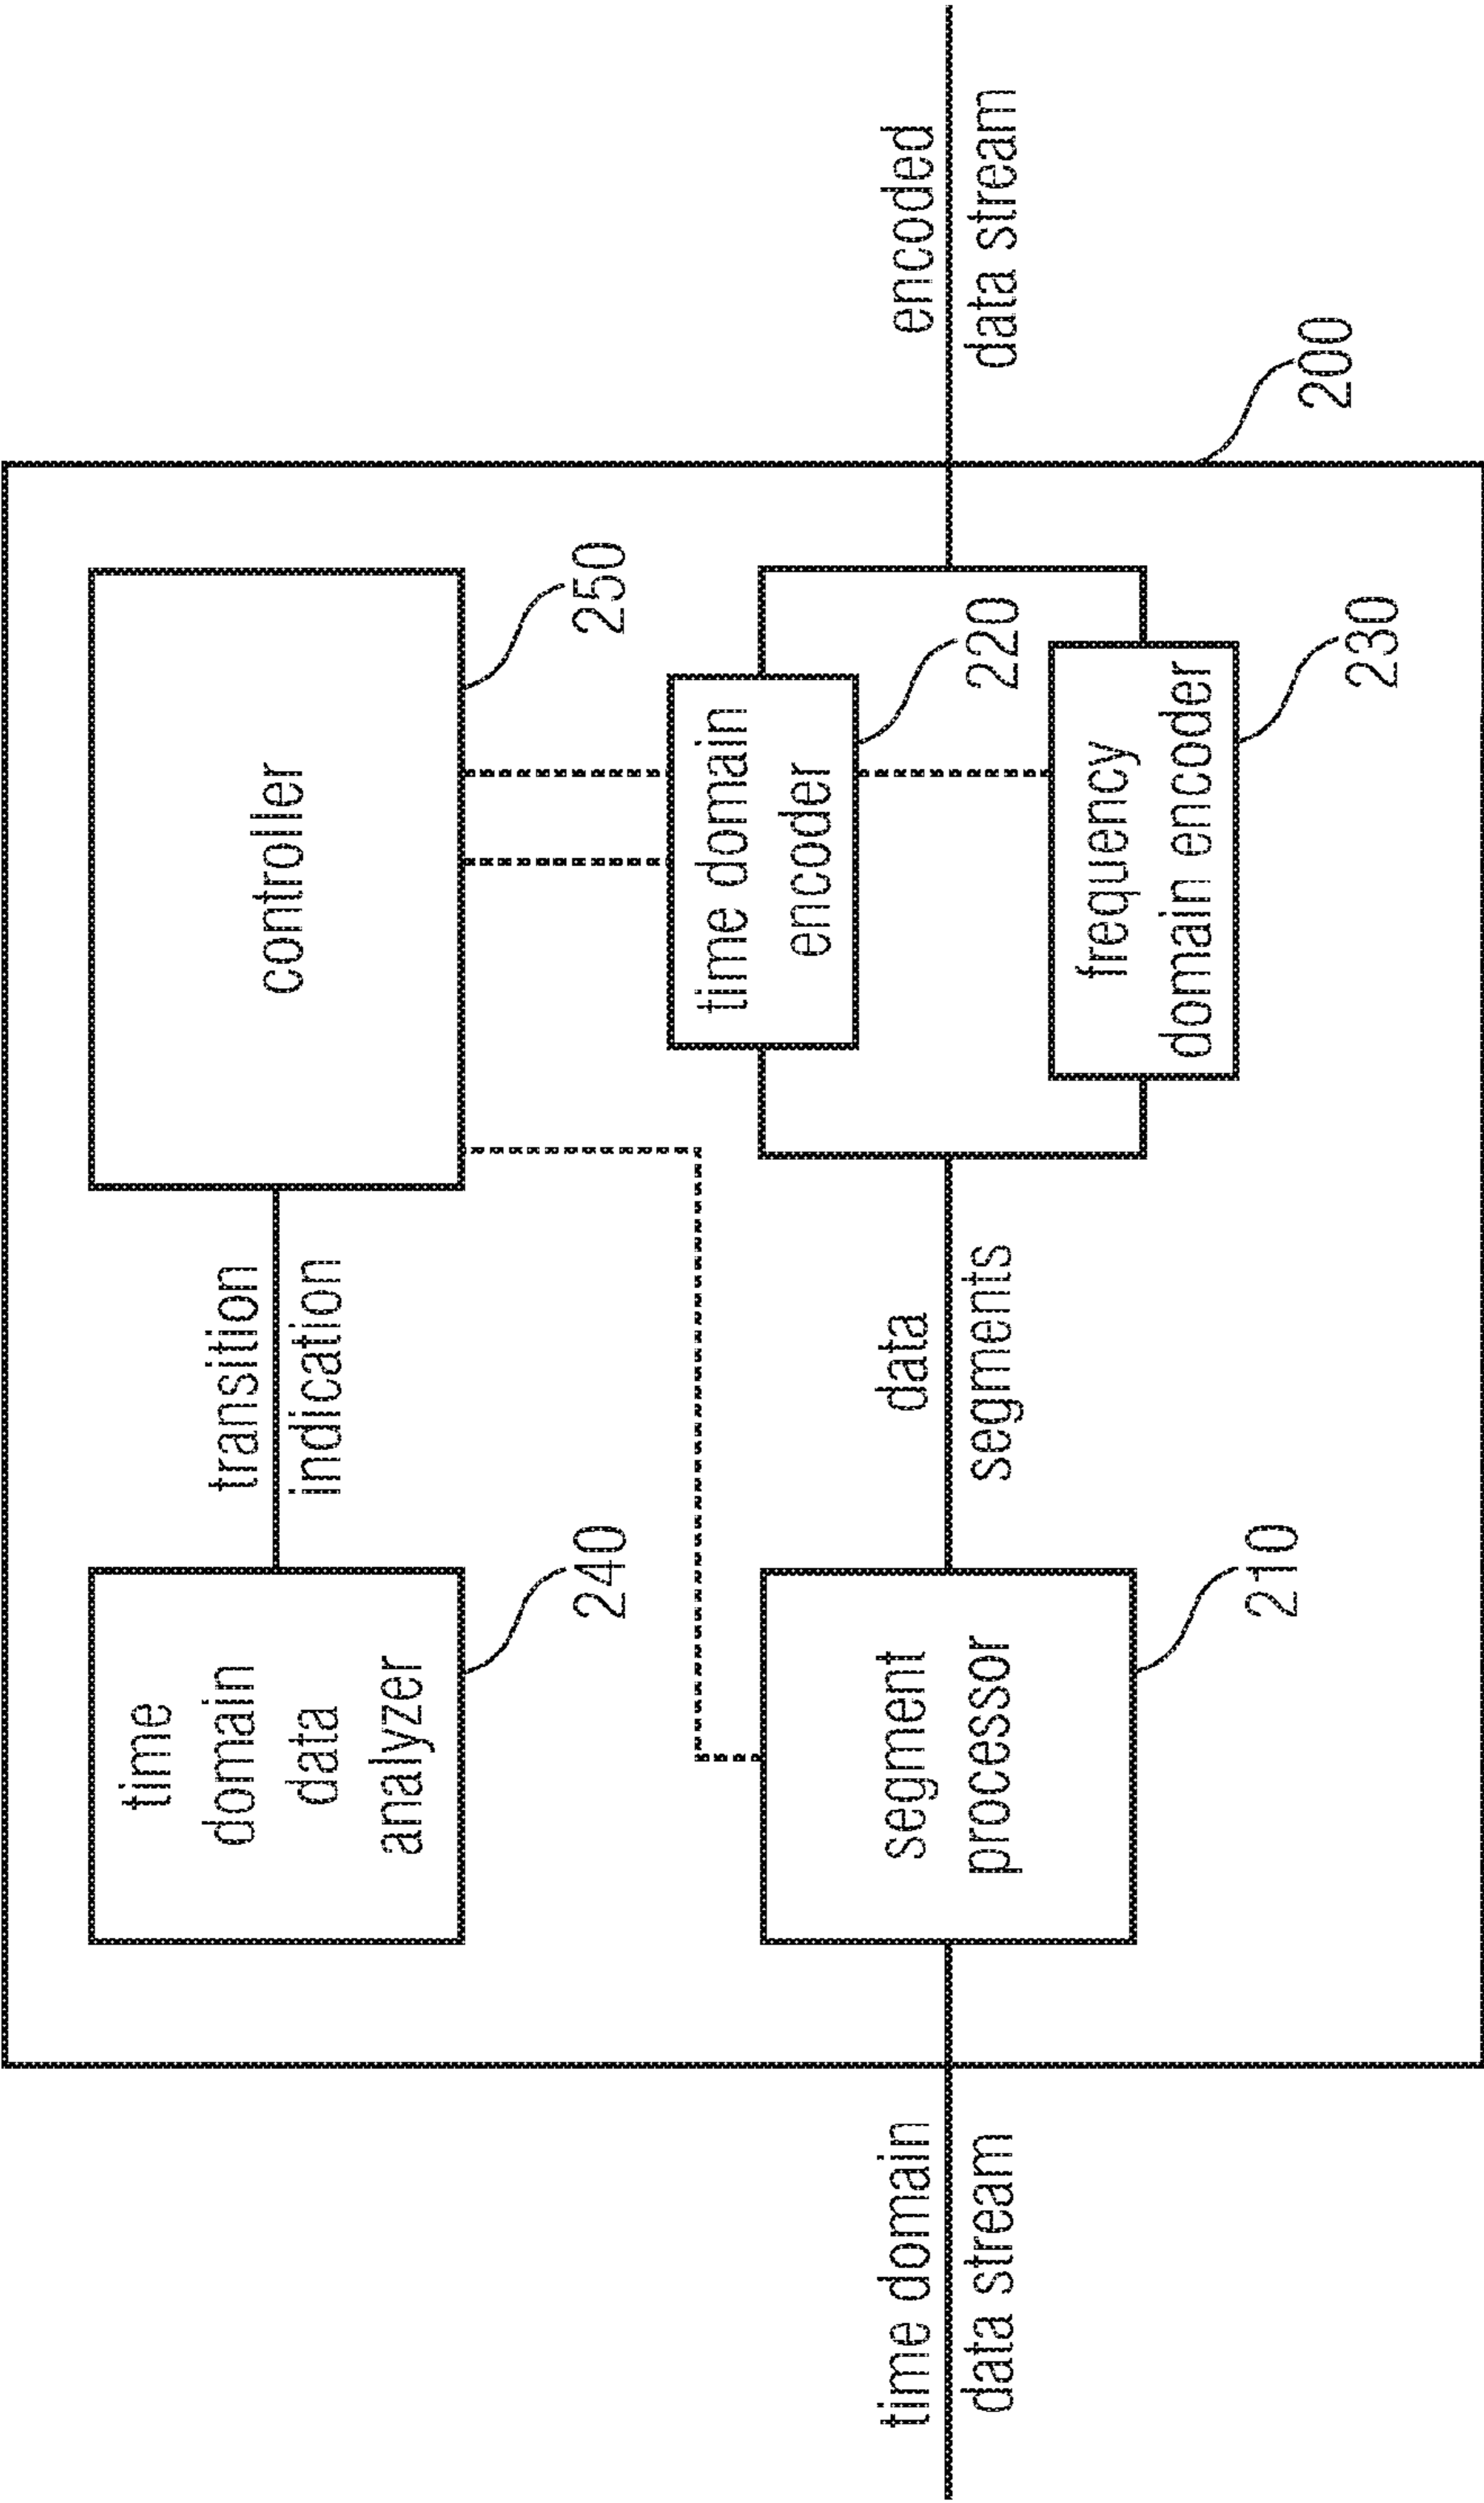 time
domain
data
analyzer
240
transition
indication
controller
250
time domain
data stream
segment
processor
210
data
segments
time domain
encoder
220
frequency
domain encoder
230
encoded
data stream
200